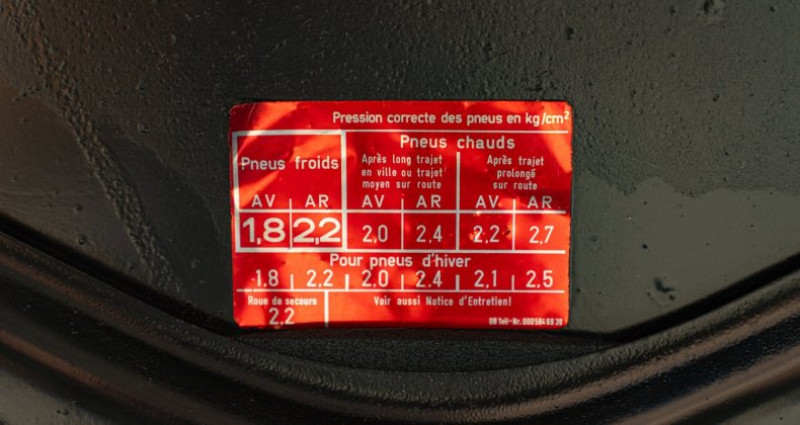 Pression correcte des pneus en kg/cm²
Pneus chauds
Pneus froids
Après long trajet
en ville ou trajet
moyen sur route
Après trajet
prolongé
sur route
AV AR AV AR AV AR
1,8 2,2 2,0 2,4 2,2 2,7
Pour pneus d'hiver
1.8 2,2 2,0 2.4 2,1 2,5
Roue de secours
2,2
Voir aussi Notice d'Entretien!
DB Teil-Nr.